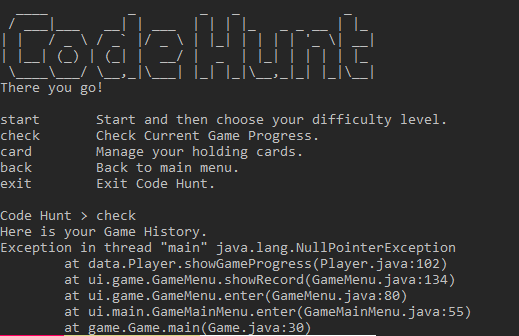 Code Hunt
There you go!
start Start and then choose your difficulty level.
check Check Current Game Progress.
card Manage your holding cards.
back Back to main menu.
exit Exit Code Hunt.
Code Hunt > check
Here is your Game History.
Exception in thread "main" java.lang.NullPointerException
at data.Player.showGameProgress(Player.java:102)
at ui.game.GameMenu.showRecord(GameMenu.java:134)
at ui.game.GameMenu.enter(GameMenu.java:80)
at ui.main.GameMainMenu.enter(GameMainMenu.java:55)
at game.Game.main(Game.java:30)